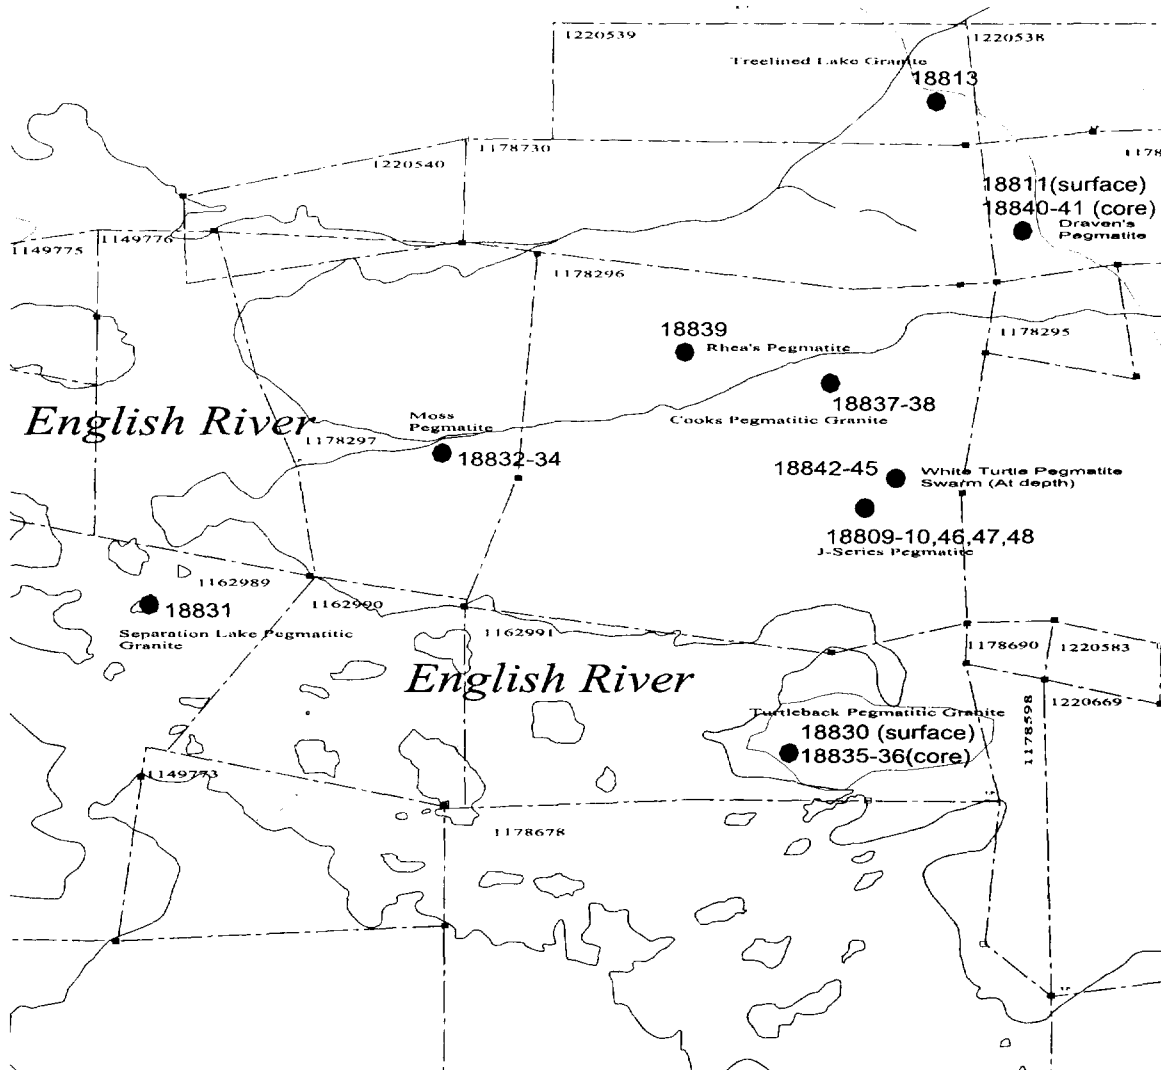 1220539
1220538
Treelined Lake Granite
18813
1178730
1220540
1178
18811(surface)
18840-41 (core)
Draven's
Pegmatite
1149776
1149775
1178296
18839
Rhea's Pegmatite
1178295
18837-38
Cooks Pegmatitic Granite
English River
Moss
Pegmatite
1178297
18832-34
18842-45
White Turtle Pegmatite
Swarm (At depth)
18809-10,46,47,48
J-Series Pegmatite
1162989
1162990
18831
Separation Lake Pegmatitic
Granite
1162991
1178690
1220583
English River
1220669
1178598
Turtleback Pegmatitic Granite
18830 (surface)
18835-36(core)
1149773
1178678